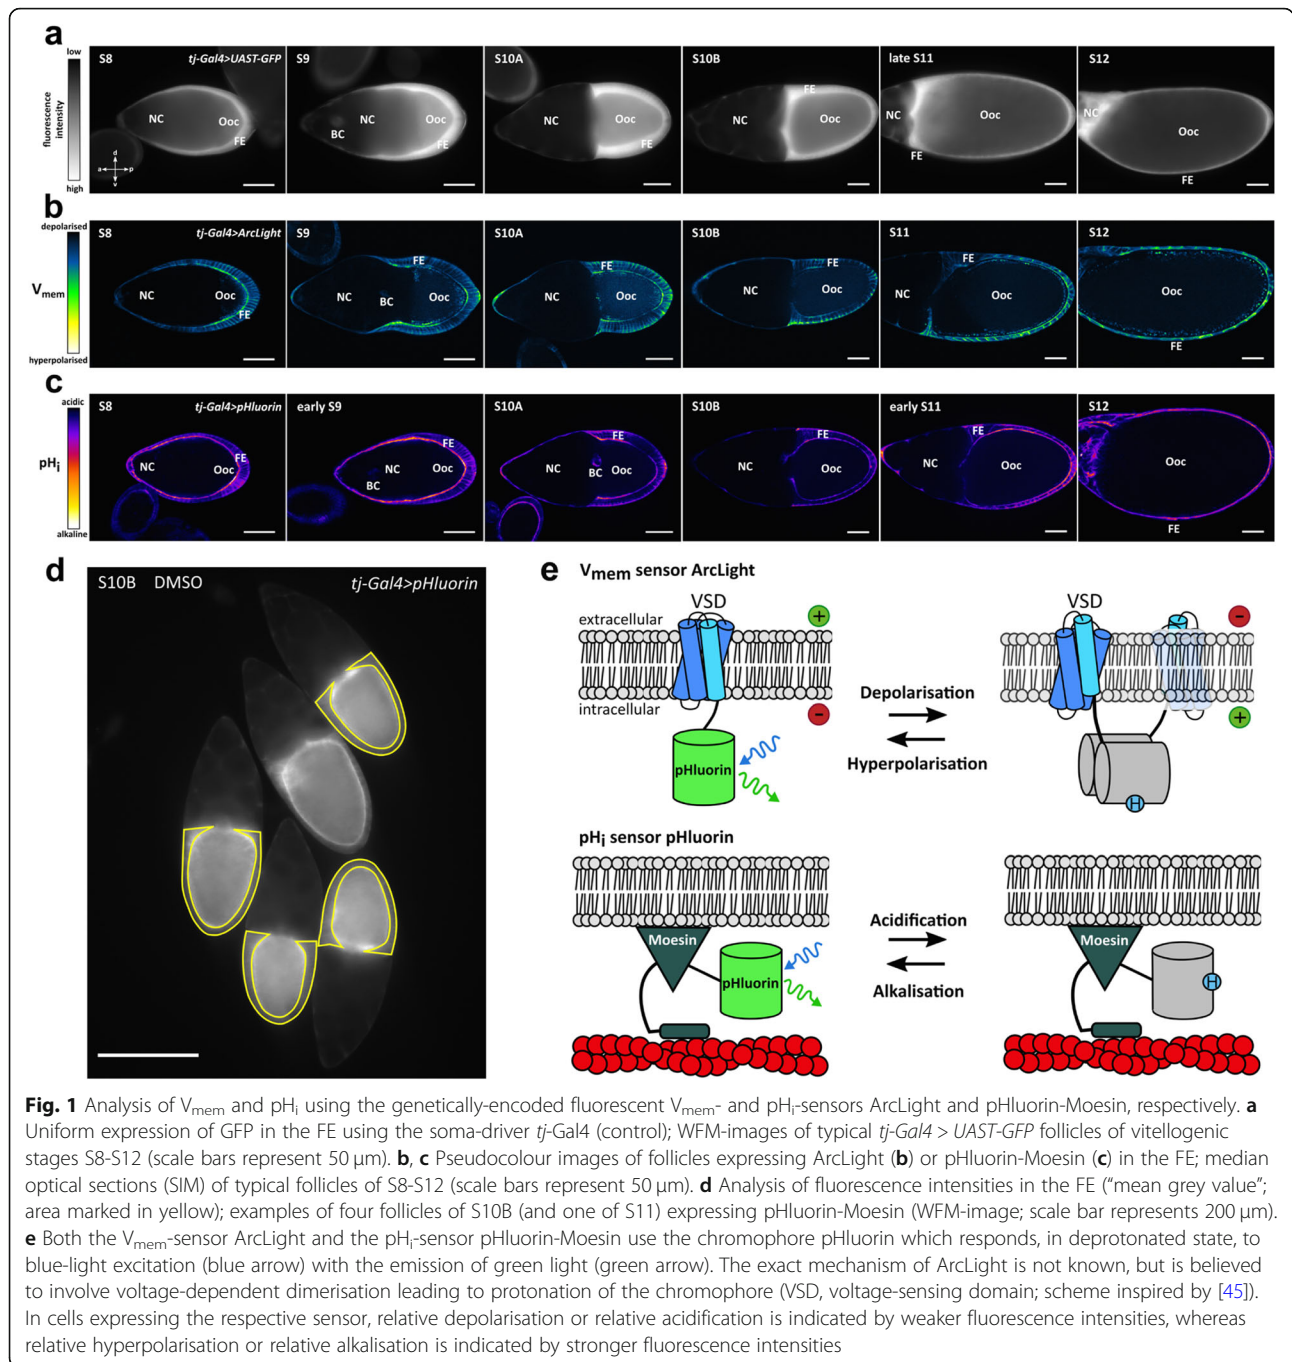 a
low
fluorescence
intensity
high
S8
tj-Gal4>UAST-GFP
NC
Ooc
FE
d
a
p
v
S9
NC
BC
Ooc
FE
S10A
NC
Ooc
FE
S10B
FE
NC
Ooc
late S11
NC
Ooc
FE
S12
NC
Ooc
FE
b
depolarised
Vmem
hyperpolarised
S8
tj-Gal4>ArcLight
NC
Ooc
FE
S9
FE
NC
BC
Ooc
S10A
FE
NC
Ooc
S10B
FE
NC
Ooc
S11
FE
NC
Ooc
S12
Ooc
FE
c
acidic
pHi
alkaline
S8
tj-Gal4>pHluorin
FE
NC
Ooc
early S9
FE
NC
Ooc
BC
S10A
FE
NC
BC
Ooc
S10B
FE
NC
Ooc
early S11
FE
NC
Ooc
S12
Ooc
FE
d
S10B DMSO
tj-Gal4>pHluorin
e
Vmem sensor ArcLight
VSD
extracellular
+
intracellular
-
pHluorin
Depolarisation
Hyperpolarisation
VSD
-
+
H
pHi sensor pHluorin
Moesin
pHluorin
Acidification
Alkalisation
Moesin
H
Fig. 1 Analysis of Vmem and pHi using the genetically-encoded fluorescent Vmem- and pHi-sensors ArcLight and pHluorin-Moesin, respectively. a
Uniform expression of GFP in the FE using the soma-driver tj-Gal4 (control); WFM-images of typical tj-Gal4 > UAST-GFP follicles of vitellogenic
stages S8-S12 (scale bars represent 50 μm). b, c Pseudocolour images of follicles expressing ArcLight (b) or pHluorin-Moesin (c) in the FE; median
optical sections (SIM) of typical follicles of S8-S12 (scale bars represent 50 μm). d Analysis of fluorescence intensities in the FE (“mean grey value”;
area marked in yellow); examples of four follicles of S10B (and one of S11) expressing pHluorin-Moesin (WFM-image; scale bar represents 200 μm).
e Both the Vmem-sensor ArcLight and the pHi-sensor pHluorin-Moesin use the chromophore pHluorin which responds, in deprotonated state, to
blue-light excitation (blue arrow) with the emission of green light (green arrow). The exact mechanism of ArcLight is not known, but is believed
to involve voltage-dependent dimerisation leading to protonation of the chromophore (VSD, voltage-sensing domain; scheme inspired by [45]).
In cells expressing the respective sensor, relative depolarisation or relative acidification is indicated by weaker fluorescence intensities, whereas
relative hyperpolarisation or relative alkalisation is indicated by stronger fluorescence intensities